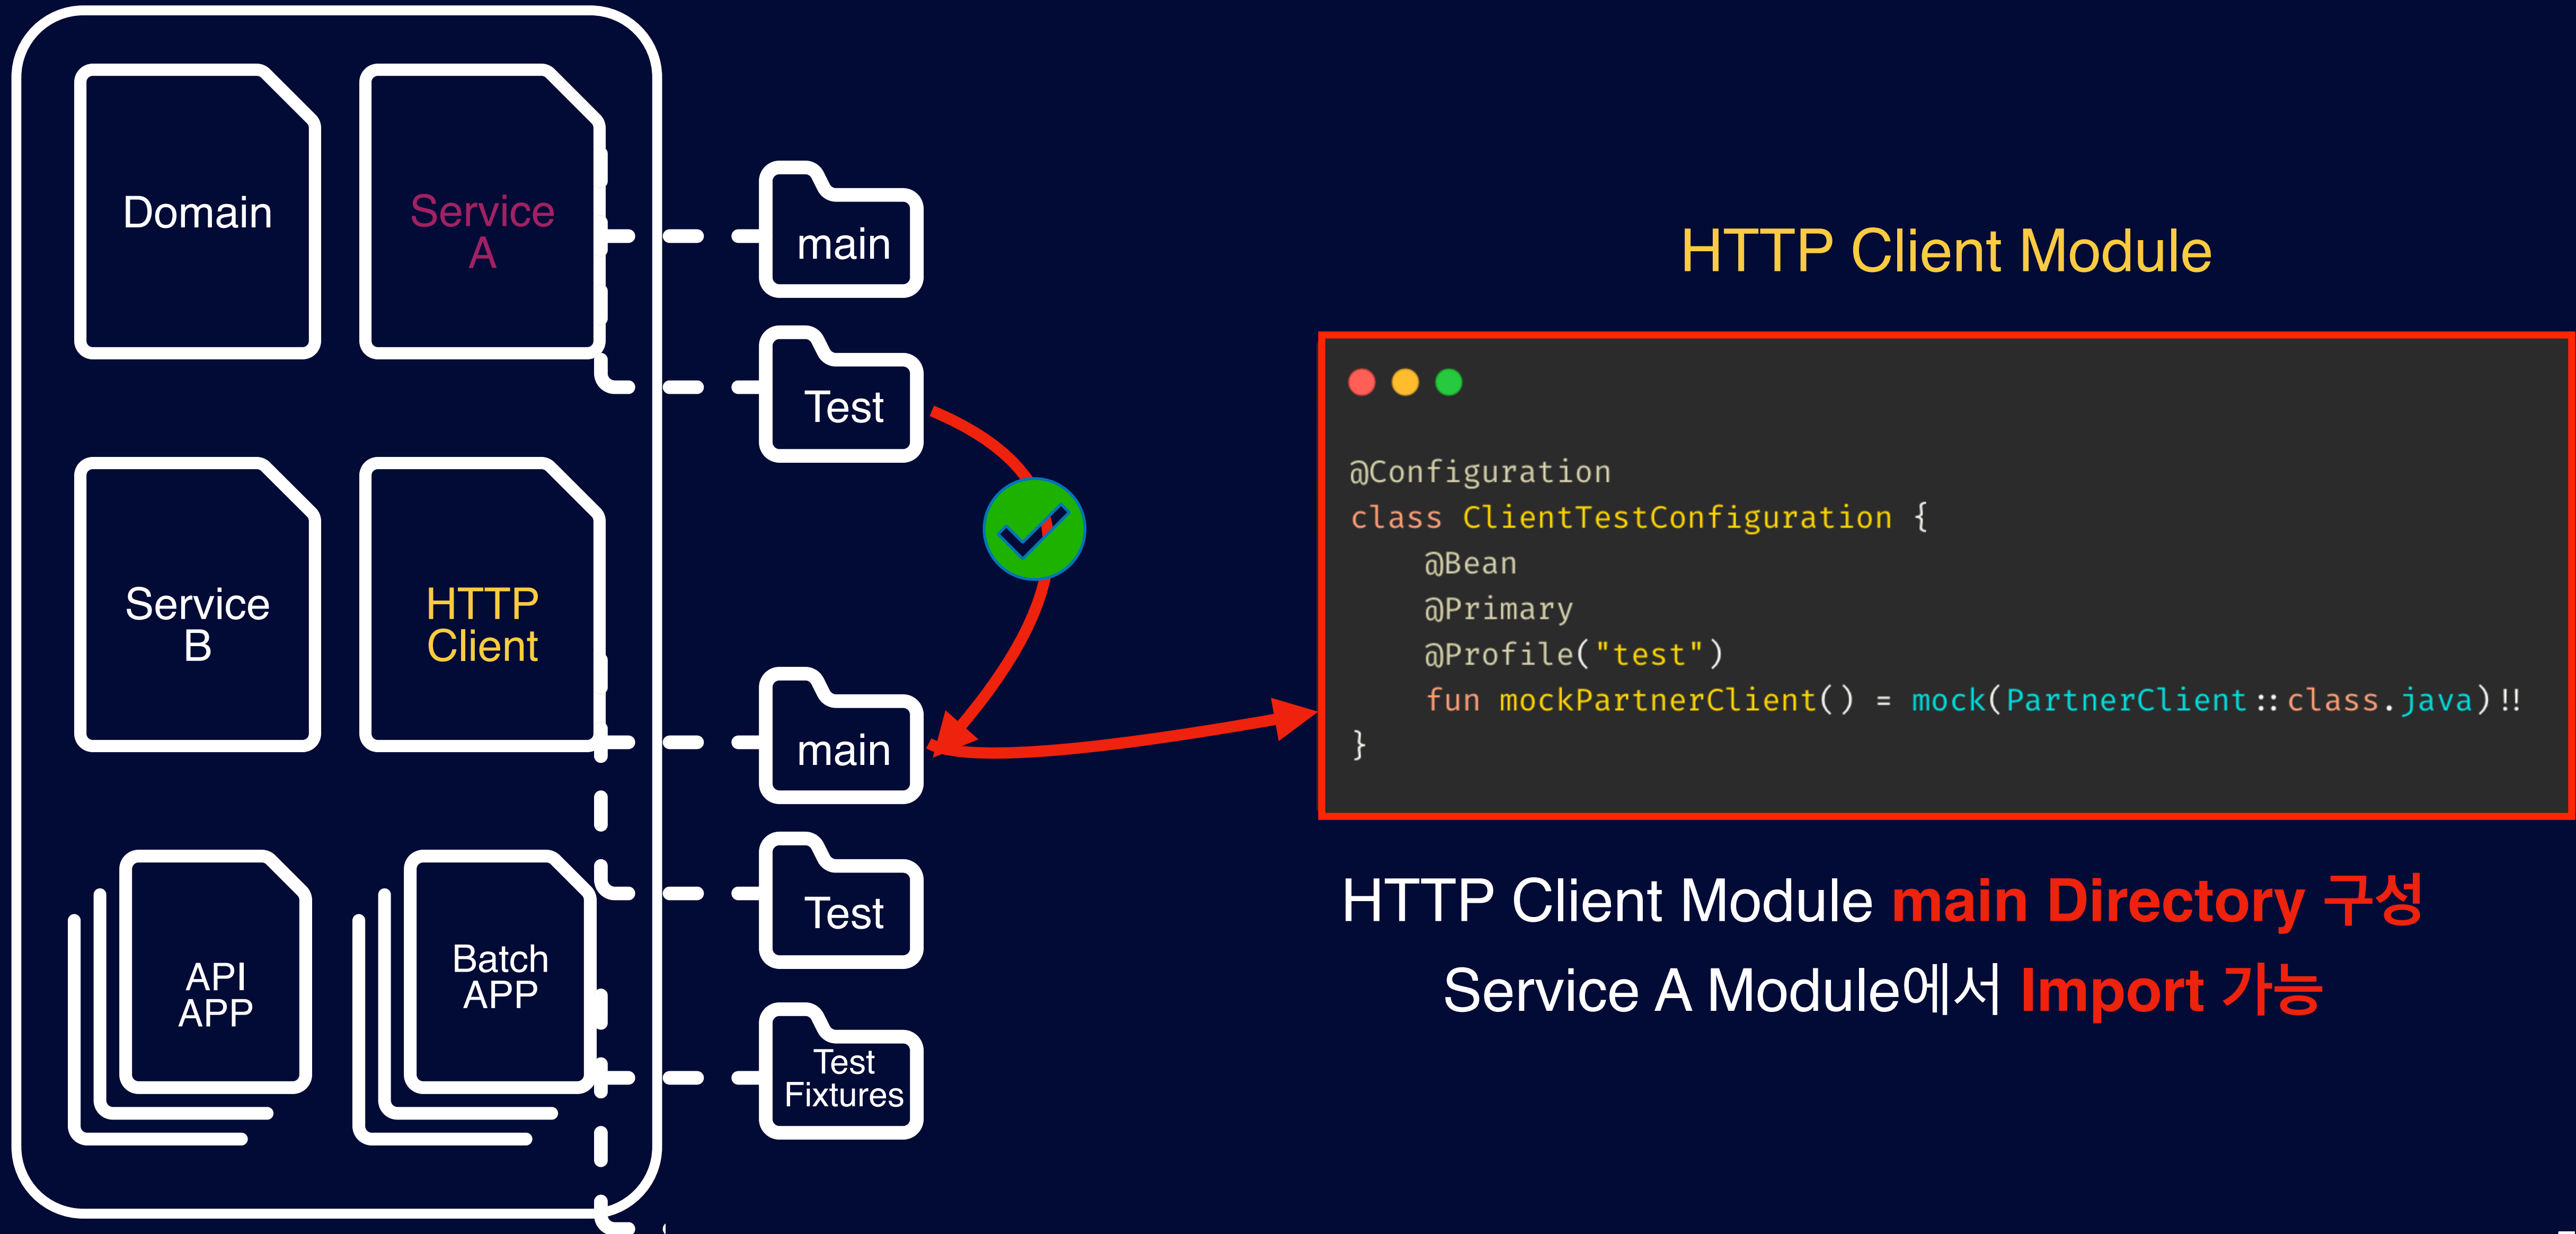 Domain
Service
A
main
Test
Service
B
HTTP
Client
main
Test
API
APP
Batch
APP
Test
Fixtures
HTTP Client Module
@Configuration
class ClientTestConfiguration {
    @Bean
    @Primary
    @Profile("test")
    fun mockPartnerClient() = mock(PartnerClient::class.java)!!
}
HTTP Client Module main Directory 구성
Service A Module에서 Import 가능